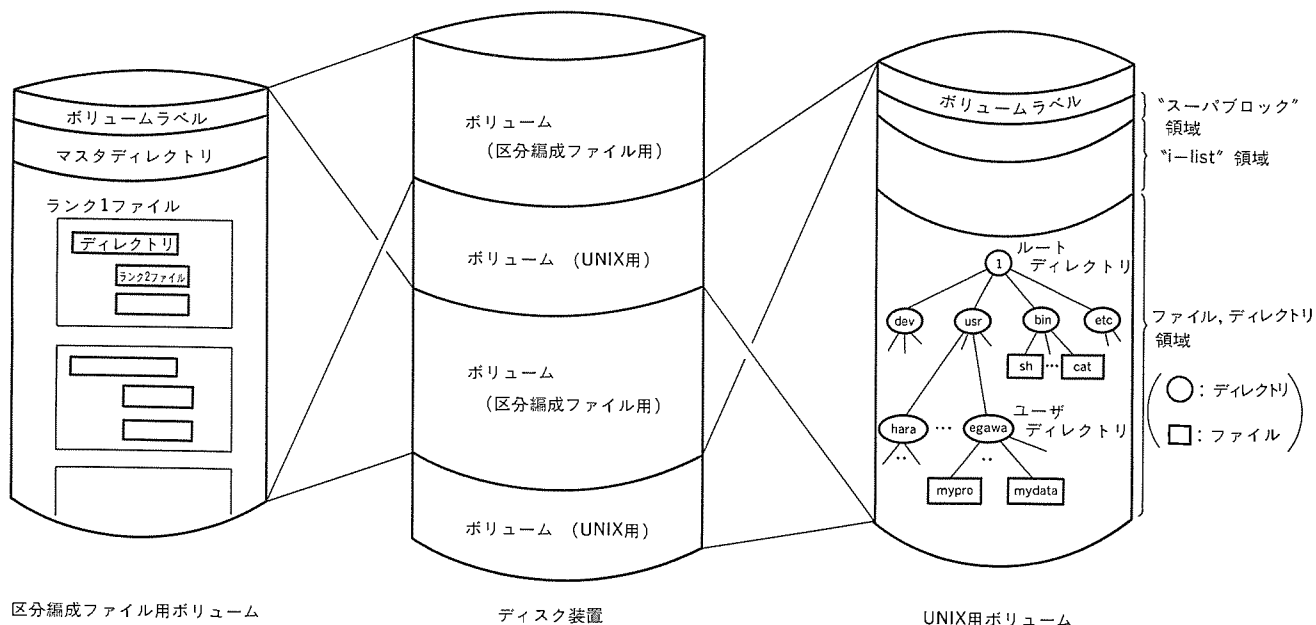 ボリュームラベル
マスタディレクトリ
ランク1ファイル
ディレクトリ
ランク2ファイル
区分編成ファイル用ボリューム
ボリューム
(区分編成ファイル用)
ボリューム (UNIX用)
ボリューム
(区分編成ファイル用)
ボリューム (UNIX用)
ディスク装置
ボリュームラベル
"スーパブロック"
領域
"i-list" 領域
ルート
ディレクトリ
1
dev
usr
bin
etc
sh
…
cat
ファイル,ディレクトリ
領域
○:ディレクトリ
□:ファイル
ユーザ
ディレクトリ
hara
…
egawa
mypro
mydata
UNIX用ボリューム